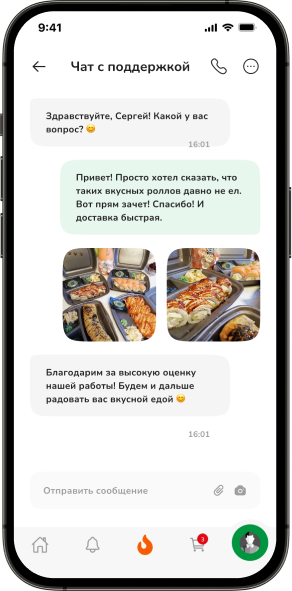 9:41
Чат с поддержкой
Здравствуйте, Сергей! Какой у вас
вопрос? 😊
16:01
Привет! Просто хотел сказать, что
таких вкусных роллов давно не ел.
Вот прям зачет! Спасибо! И
доставка быстрая.
Благодарим за высокую оценку
нашей работы! Будем и дальше
радовать вас вкусной едой 😊
16:01
Отправить сообщение
3